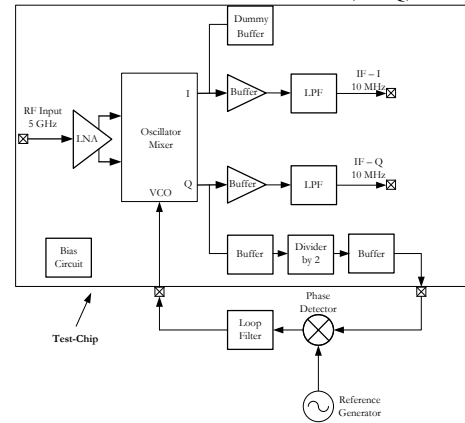 Dummy
Buffer
I
Buffer
LPF
IF – I
10 MHz
RF Input
5 GHz
LNA
Oscillator
Mixer
IF – Q
10 MHz
Q
Buffer
LPF
VCO
Bias
Circuit
Buffer
Divider
by 2
Buffer
Phase
Detector
Test-Chip
Loop
Filter
Reference
Generator